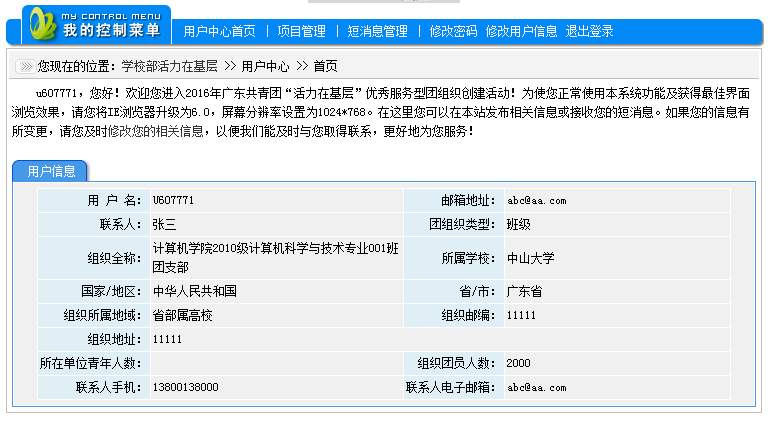 MY CONTROL MENU
我的控制菜单
用户中心首页 | 项目管理 | 短消息管理 | 修改密码 修改用户信息 退出登录
您现在的位置：学校部活力在基层 >> 用户中心 >> 首页
u607771，您好！欢迎您进入2016年广东共青团“活力在基层”优秀服务型团组织创建活动！为使您正常使用本系统功能及获得最佳界面
浏览效果，请您将IE浏览器升级为6.0，屏幕分辨率设置为1024*768。在这里您可以在本站发布相关信息或接收您的短消息。如果您的信息有
所变更，请您及时修改您的相关信息，以便我们能及时与您取得联系，更好地为您服务！
用户信息
用 户 名： U607771 邮箱地址： abc@aa.com
联系人： 张三 团组织类型： 班级
组织全称： 计算机学院2010级计算机科学与技术专业001班
团支部 所属学校： 中山大学
国家/地区： 中华人民共和国 省/市： 广东省
组织所属地域： 省部属高校 组织邮编： 11111
组织地址： 11111
所在单位青年人数： 组织团员人数： 2000
联系人手机： 13800138000 联系人电子邮箱： abc@aa.com